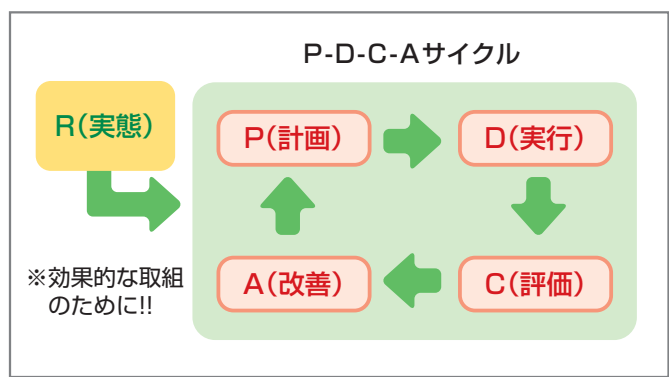 P-D-C-Aサイクル
R(実態)
P(計画)
D(実行)
A(改善)
C(評価)
※効果的な取組
のために!!